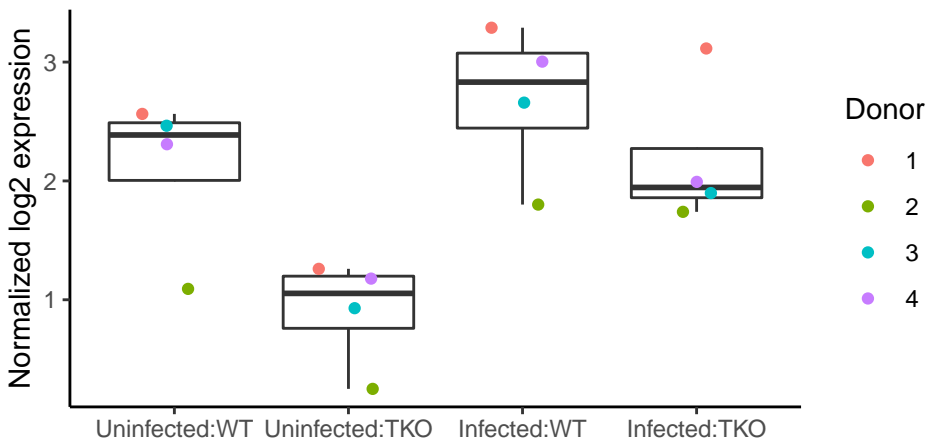 Normalized log2 expression
3
2
1
Uninfected:WT Uninfected:TKO Infected:WT Infected:TKO
Donor
1
2
3
4